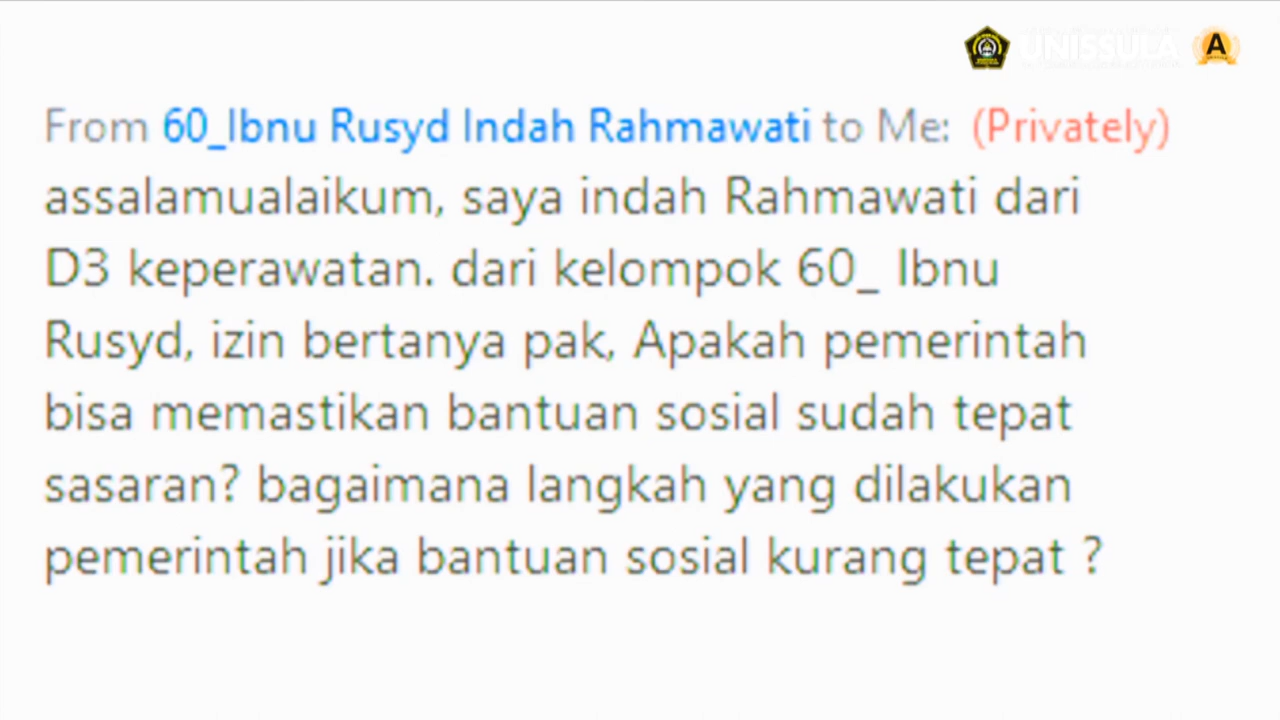 UNISSULA
A
From 60_Ibnu Rusyd Indah Rahmawati to Me: (Privately)
assalamualaikum, saya indah Rahmawati dari
D3 keperawatan. dari kelompok 60_ Ibnu
Rusyd, izin bertanya pak, Apakah pemerintah
bisa memastikan bantuan sosial sudah tepat
sasaran? bagaimana langkah yang dilakukan
pemerintah jika bantuan sosial kurang tepat ?